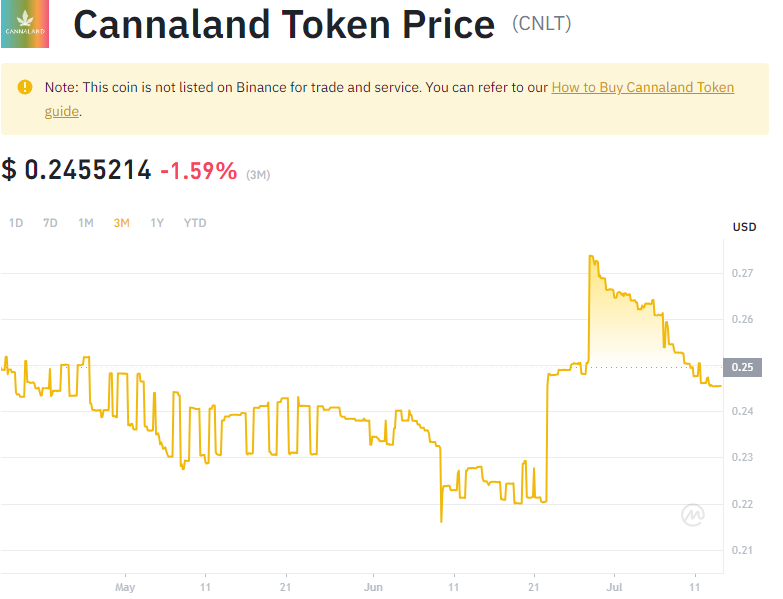 CANNALAND
Cannaland Token Price (CNLT)
Note: This coin is not listed on Binance for trade and service. You can refer to our How to Buy Cannaland Token
guide.
$ 0.2455214 -1.59% (3M)
1D 7D 1M 3M 1Y YTD
USD
0.27
0.26
0.25
0.24
0.23
0.22
0.21
May 11 21 Jun 11 21 Jul 11